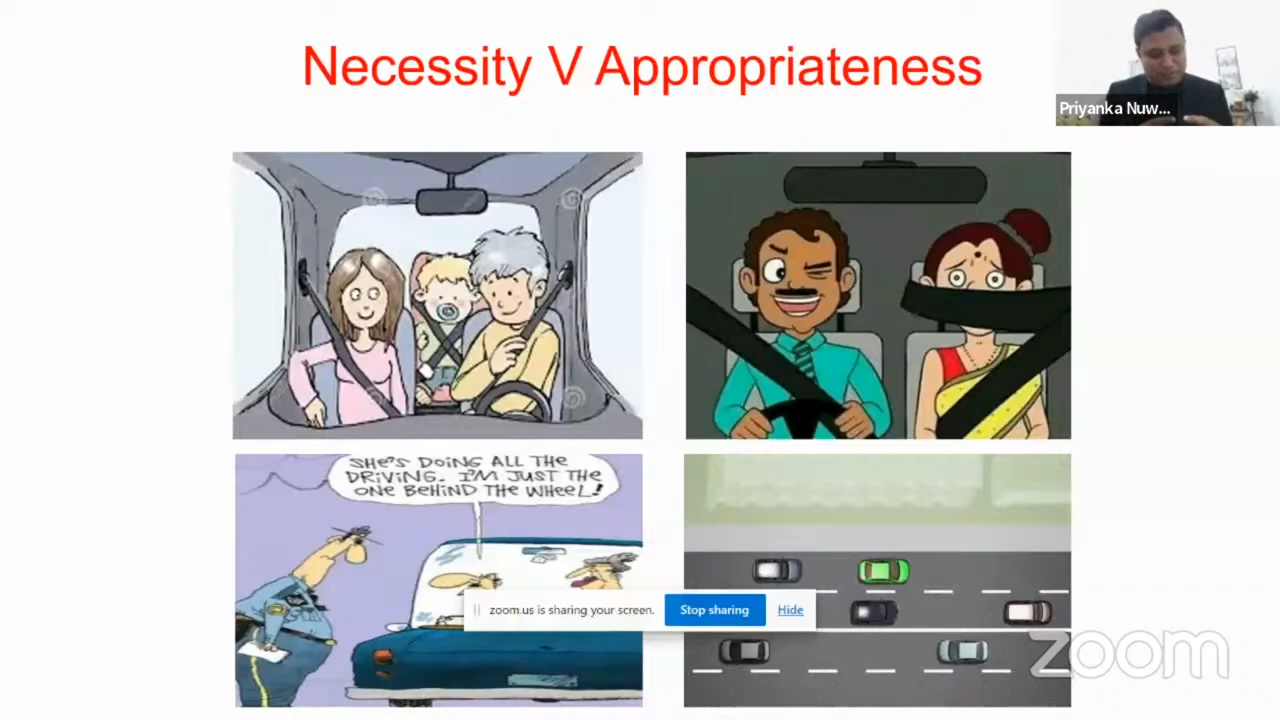 Necessity V Appropriateness
Priyanka Nuw...
SHE'S DOING ALL THE
DRIVING. I'M JUST THE
ONE BEHIND THE WHEEL!
zoom.us is sharing your screen.
Stop sharing
Hide
zoom